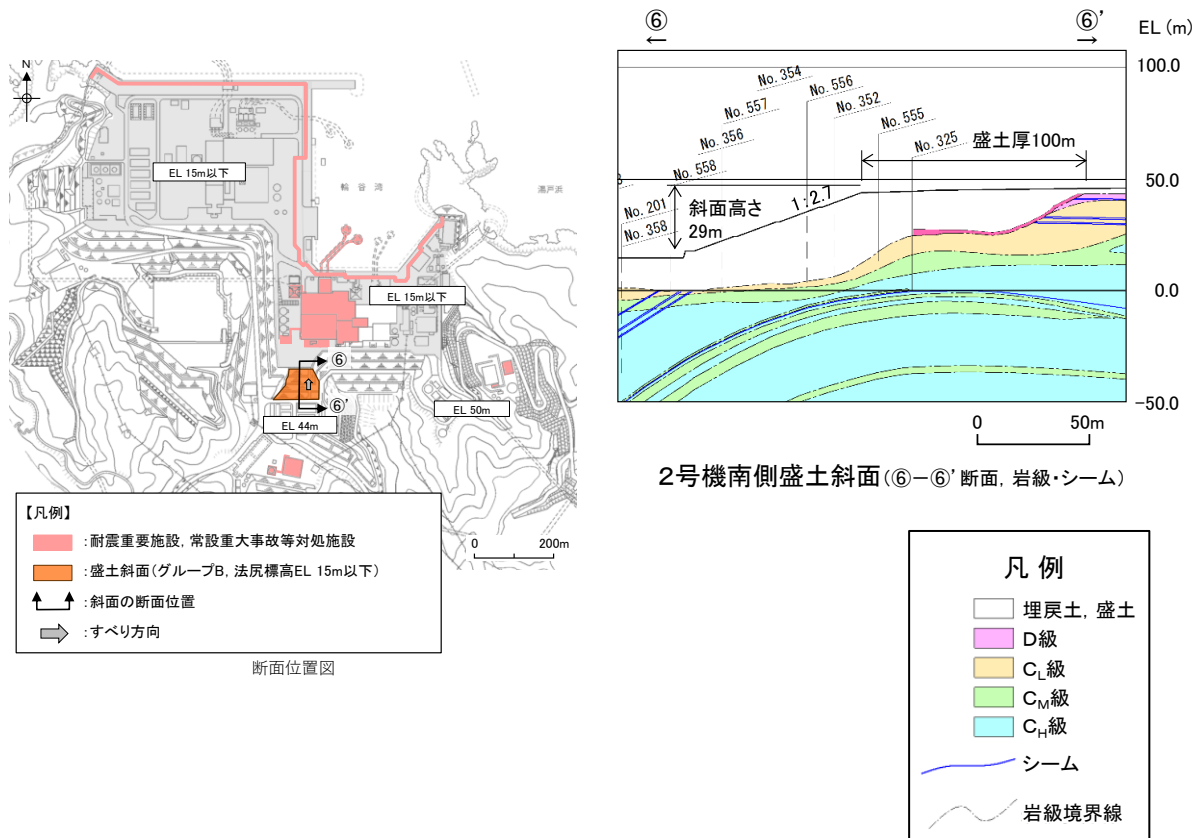 N
EL 15m以下
輪谷湾
湯戸浜
EL 15m以下
⑥
⑥’
EL 50m
EL 44m
0 200m
【凡例】
:耐震重要施設, 常設重大事故等対処施設
:盛土斜面(グループB, 法尻標高EL 15m以下)
:斜面の断面位置
:すべり方向
断面位置図
⑥ ⑥’ EL (m)
100.0
50.0
0.0
-50.0
No. 354
No. 556
No. 557
No. 352
No. 356
No. 555
No. 558
No. 325
No. 201
No. 358
盛土厚100m
1:2.7
斜面高さ
29m
0 50m
2号機南側盛土斜面(⑥-⑥’断面, 岩級・シーム)
凡 例
埋戻土, 盛土
D級
CL級
CM級
CH級
シーム
岩級境界線